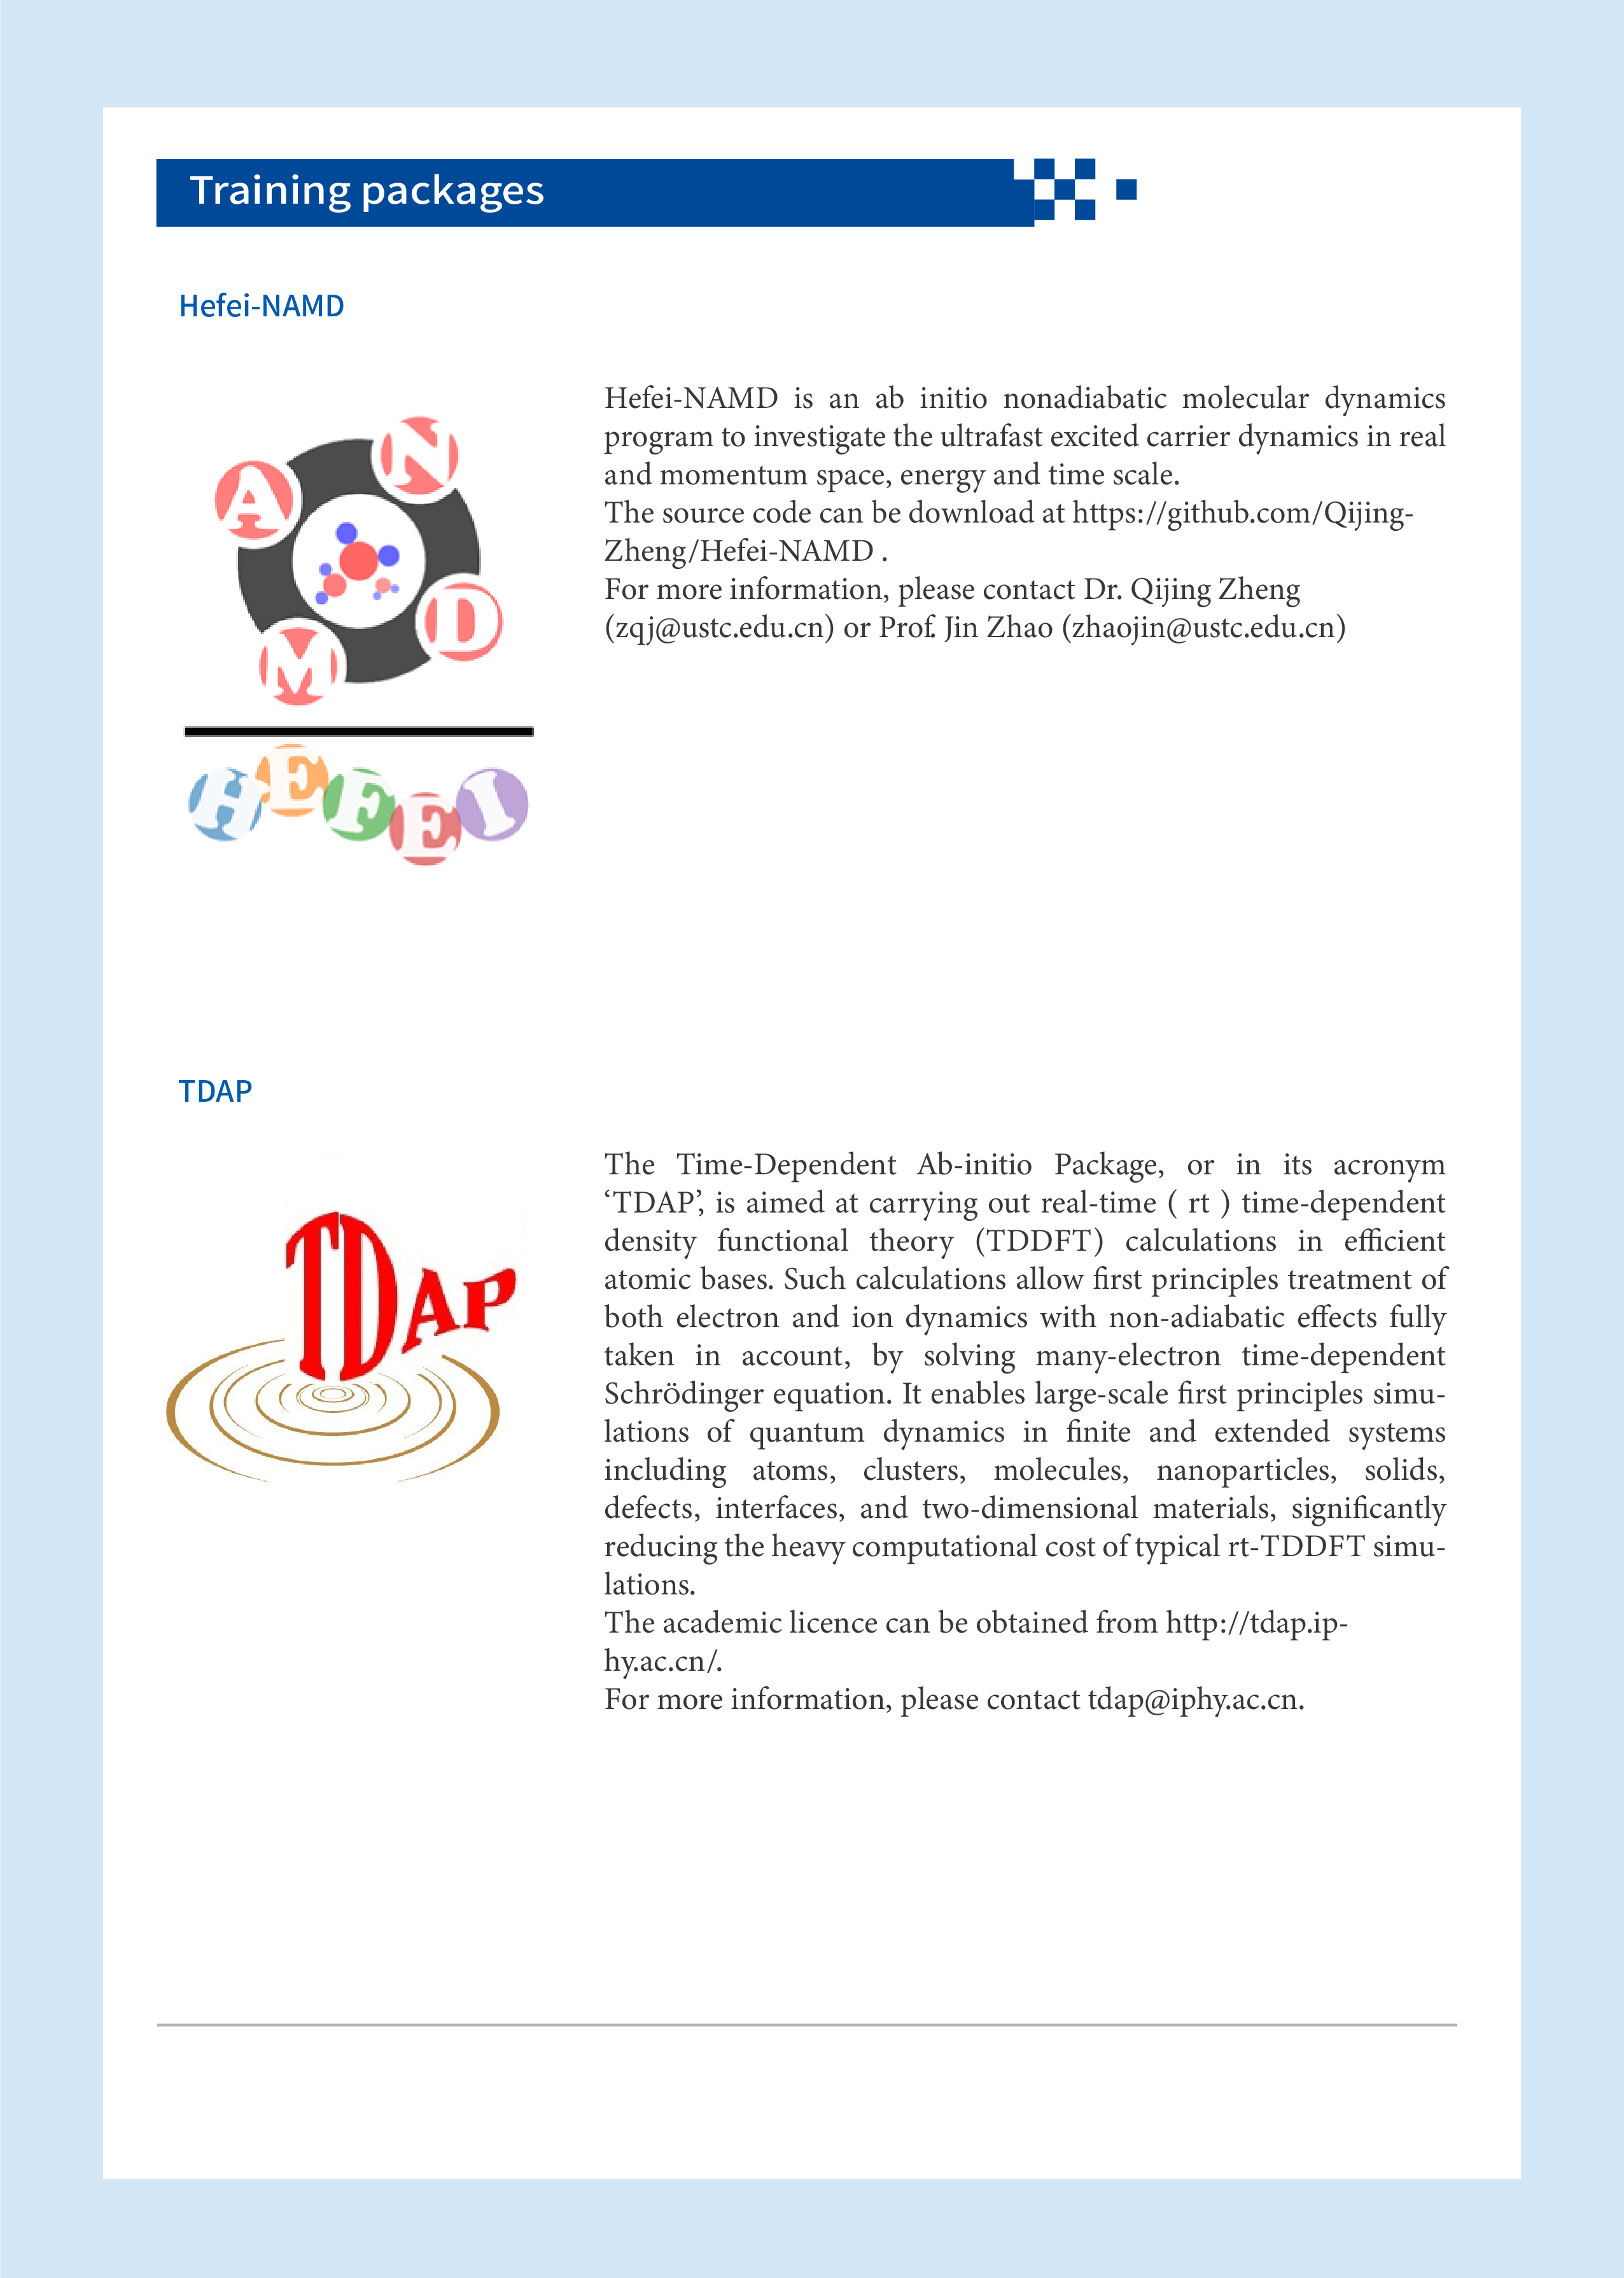 Training packages
Hefei-NAMD
N
A
D
M
HEFEI
Hefei-NAMD is an ab initio nonadiabatic molecular dynamics
program to investigate the ultrafast excited carrier dynamics in real
and momentum space, energy and time scale.
The source code can be download at https://github.com/Qijing-
Zheng/Hefei-NAMD .
For more information, please contact Dr. Qijing Zheng
(zqj@ustc.edu.cn) or Prof. Jin Zhao (zhaojin@ustc.edu.cn)
TDAP
TDAP
The Time-Dependent Ab-initio Package, or in its acronym
‘TDAP’, is aimed at carrying out real-time ( rt ) time-dependent
density functional theory (TDDFT) calculations in efficient
atomic bases. Such calculations allow first principles treatment of
both electron and ion dynamics with non-adiabatic effects fully
taken in account, by solving many-electron time-dependent
Schrödinger equation. It enables large-scale first principles simu-
lations of quantum dynamics in finite and extended systems
including atoms, clusters, molecules, nanoparticles, solids,
defects, interfaces, and two-dimensional materials, significantly
reducing the heavy computational cost of typical rt-TDDFT simu-
lations.
The academic licence can be obtained from http://tdap.ip-
hy.ac.cn/.
For more information, please contact tdap@iphy.ac.cn.